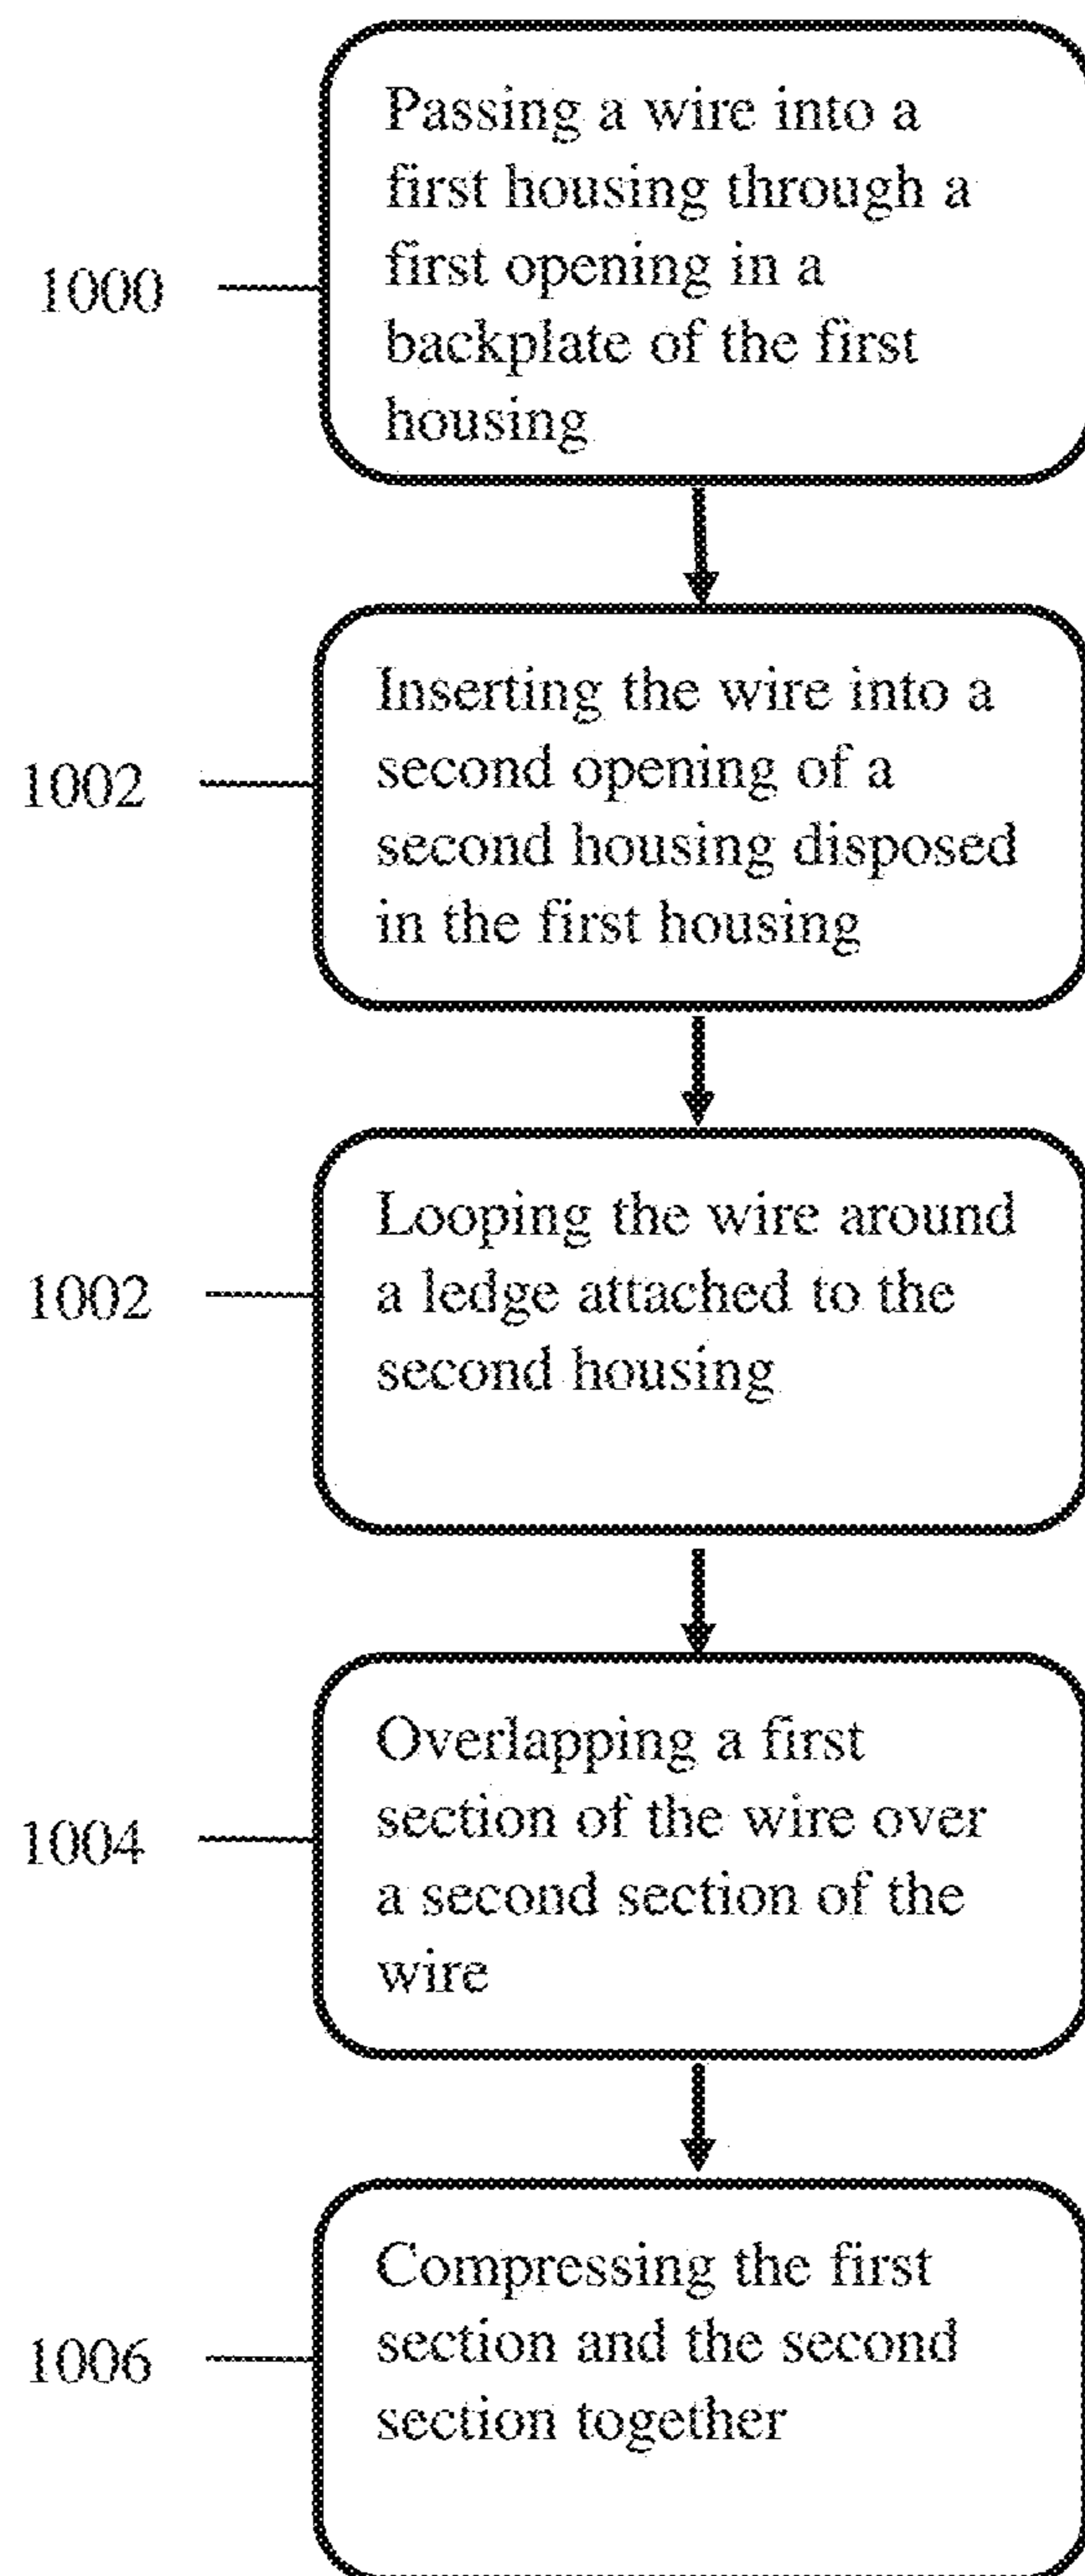 Passing a wire into a
first housing through a
first opening in a
backplate of the first
housing
1000
Inserting the wire into a
second opening of a
second housing disposed
in the first housing
1002
Looping the wire around
a ledge attached to the
second housing
1002
Overlapping a first
section of the wire over
a second section of the
wire
1004
Compressing the first
section and the second
section together
1006